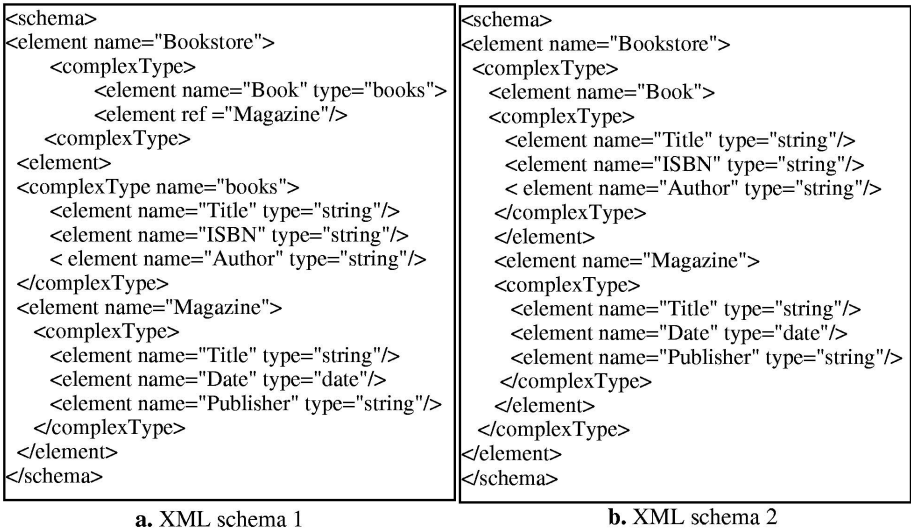 <schema>
<element name="Bookstore">
<complexType>
<element name="Book" type="books">
<element ref ="Magazine"/>
<complexType>
<element>
<complexType name="books">
<element name="Title" type="string"/>
<element name="ISBN" type="string"/>
< element name="Author" type="string"/>
</complexType>
<element name="Magazine">
<complexType>
<element name="Title" type="string"/>
<element name="Date" type="date"/>
<element name="Publisher" type="string"/>
</complexType>
</element>
</schema>
a. XML schema 1
<schema>
<element name="Bookstore">
<complexType>
<element name="Book">
<complexType>
<element name="Title" type="string"/>
<element name="ISBN" type="string"/>
< element name="Author" type="string"/>
</complexType>
</element>
<element name="Magazine">
<complexType>
<element name="Title" type="string"/>
<element name="Date" type="date"/>
<element name="Publisher" type="string"/>
</complexType>
</element>
</complexType>
</element>
</schema>
b. XML schema 2